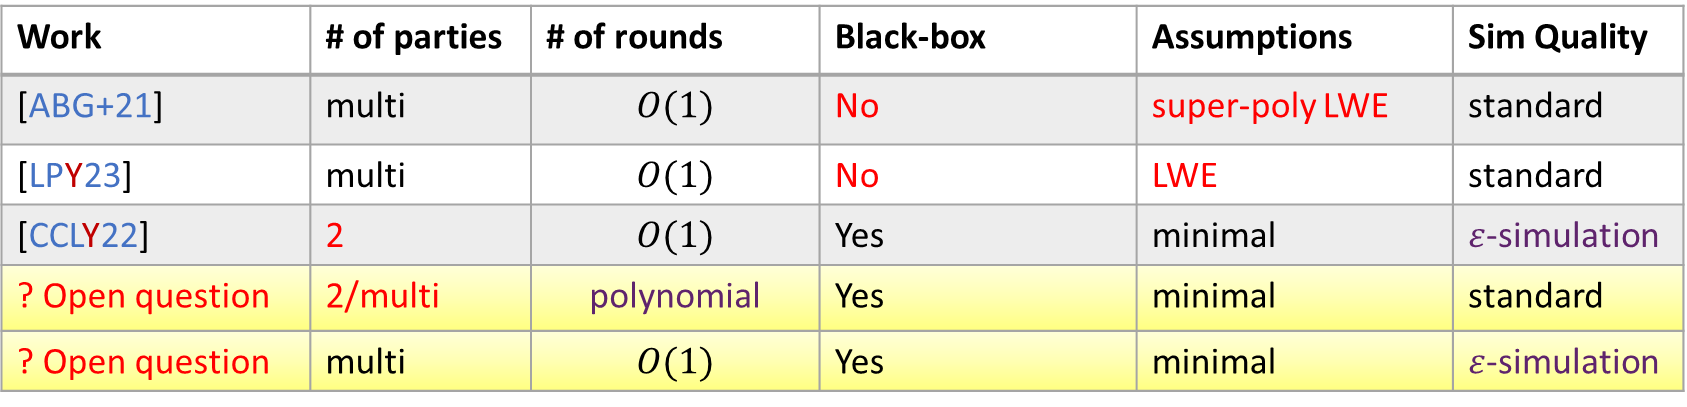 Work # of parties # of rounds Black-box Assumptions Sim Quality
[ABG+21] multi O(1) No super-poly LWE standard
[LPY23] multi O(1) No LWE standard
[CCLY22] 2 O(1) Yes minimal ε-simulation
? Open question 2/multi polynomial Yes minimal standard
? Open question multi O(1) Yes minimal ε-simulation